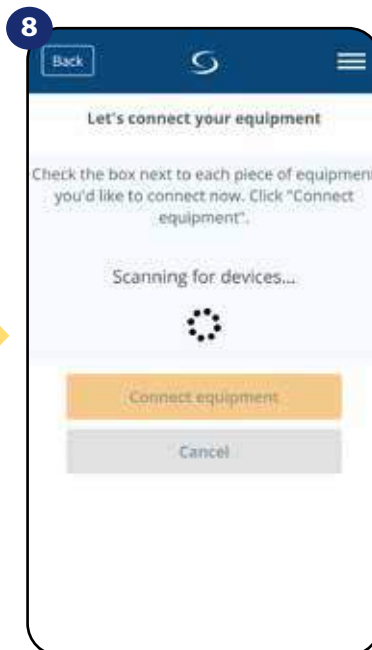 8
Back
Let's connect your equipment
Check the box next to each piece of equipment
you'd like to connect now. Click "Connect
equipment".
Scanning for devices...
Connect equipment
Cancel